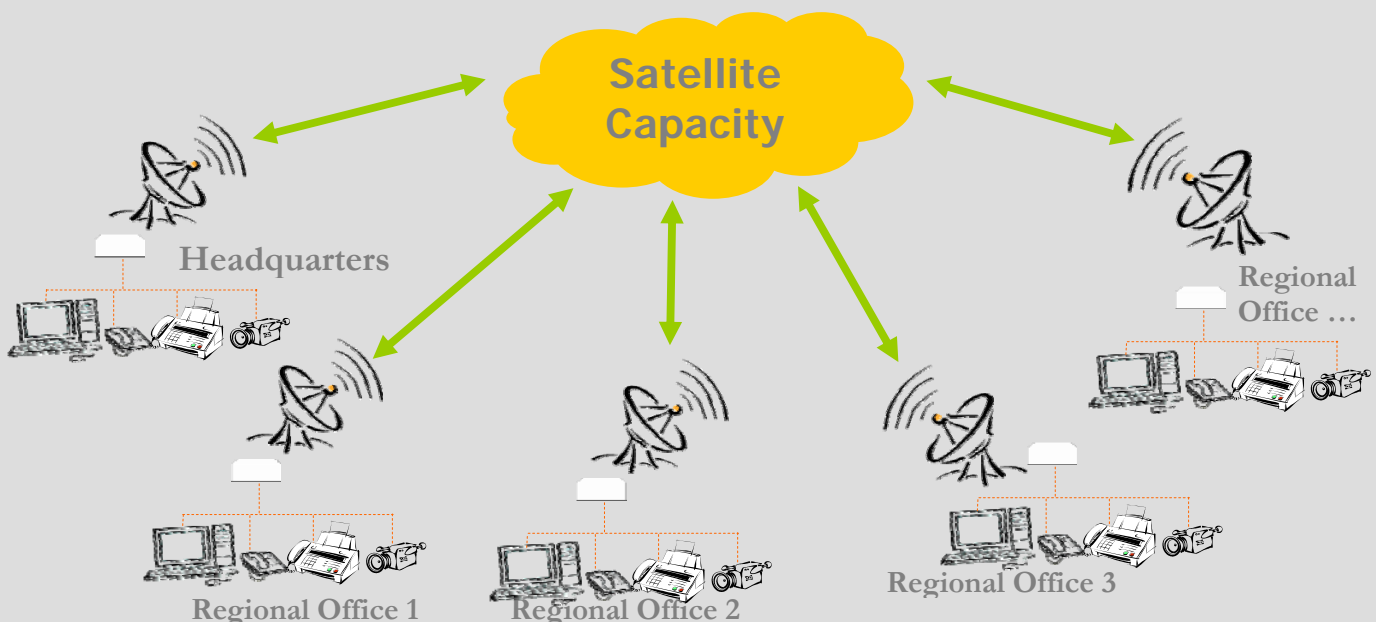 Satellite
Capacity
Headquarters
Regional
Office …
Regional Office 1
Regional Office 2
Regional Office 3